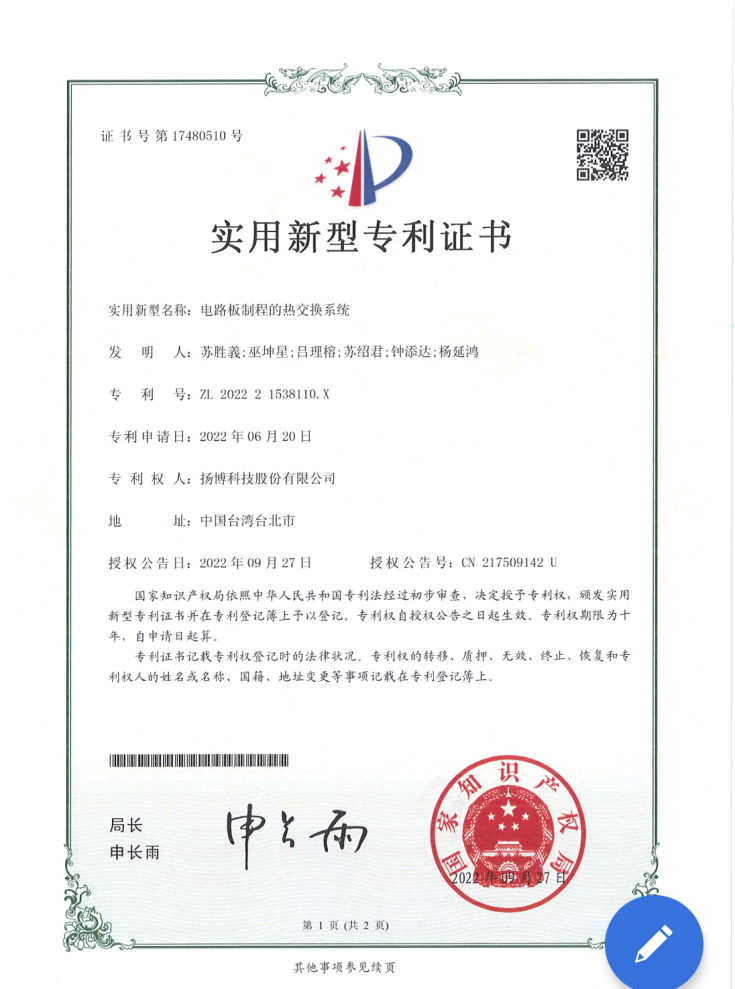 证书号第17480510号
实用新型专利证书
实用新型名称：电路板制程的热交换系统
发明人：苏胜義;巫坤星;吕理榕;苏绍君;钟添达;杨延鸿
专利号：ZL 2022 2 1538110.X
专利申请日：2022年06月20日
专利权人：扬博科技股份有限公司
地址：中国台湾台北市
授权公告日：2022年09月27日 授权公告号：CN 217509142 U
国家知识产权局依照中华人民共和国专利法经过初步审查，决定授予专利权，颁发实用
新型专利证书并在专利登记簿上予以登记。专利权自授权公告之日起生效。专利权期限为十
年，自申请日起算。
专利证书记载专利权登记时的法律状况。专利权的转移、质押、无效、终止、恢复和专
利权人的姓名或名称、国籍、地址变更等事项记载在专利登记簿上。
局长
申长雨
申长雨
国家知识产权局
2022年09月27日
第 1 页 (共 2 页)
其他事项参见续页